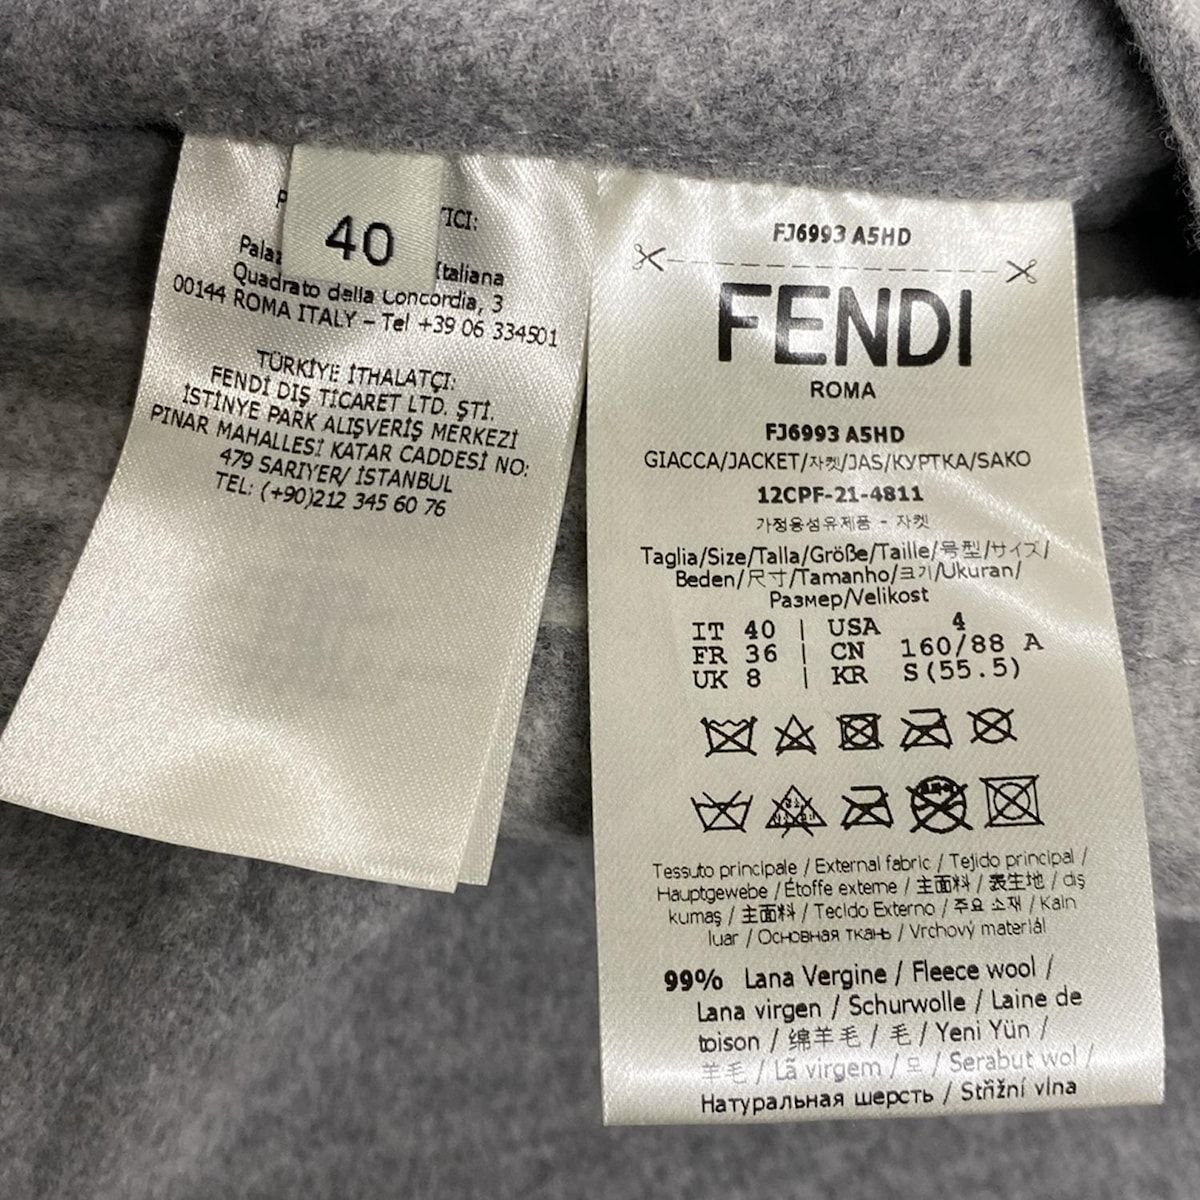 40
TICI:
Italiana
Quadrato della Concordia, 3
00144 ROMA ITALY – Tel +39 06 334501
TÜRKİYE İTHALATÇI:
FENDİ DIŞ TİCARET LTD. ŞTİ.
İSTİNYE PARK ALIŞVERİŞ MERKEZİ
PINAR MAHALLESİ KATAR CADDESİ NO:
479 SARIYER/ İSTANBUL
TEL: (+90)212 345 60 76
FJ6993 A5HD
FENDI
ROMA
FJ6993 A5HD
GIACCA/JACKET/자켓/JAS/КУРТКА/SAKO
12CPF-21-4811
가정용섬유제품 - 자켓
Taglia/Size/Talla/Größe/Taille/号型/サイズ/
Beden/尺寸/Tamanho/크기/Ukuran/
Размер/Velikost
IT 40 | USA 4
FR 36 | CN 160/88 A
UK 8 | KR S(55.5)
Tessuto principale / External fabric / Tejido principal /
Hauptgewebe / Étoffe externe / 主面料 / 表生地 / dış
kumaş / 主面料 / Tecido Externo / 주요 소재 / Kain
luar / Основная ткань / Vrchový materiál
99% Lana Vergine / Fleece wool /
Lana virgen / Schurwolle / Laine de
toison / 绵羊毛 / 毛 / Yeni Yün /
羊毛 / Lã virgem / 모 / Serabut wol /
Натуральная шерсть / Střižní vlna